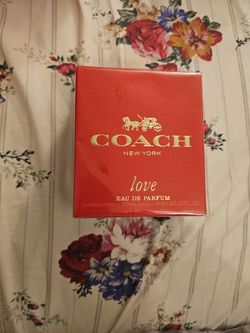 COACH
NEW YORK
love
EAU DE PARFUM